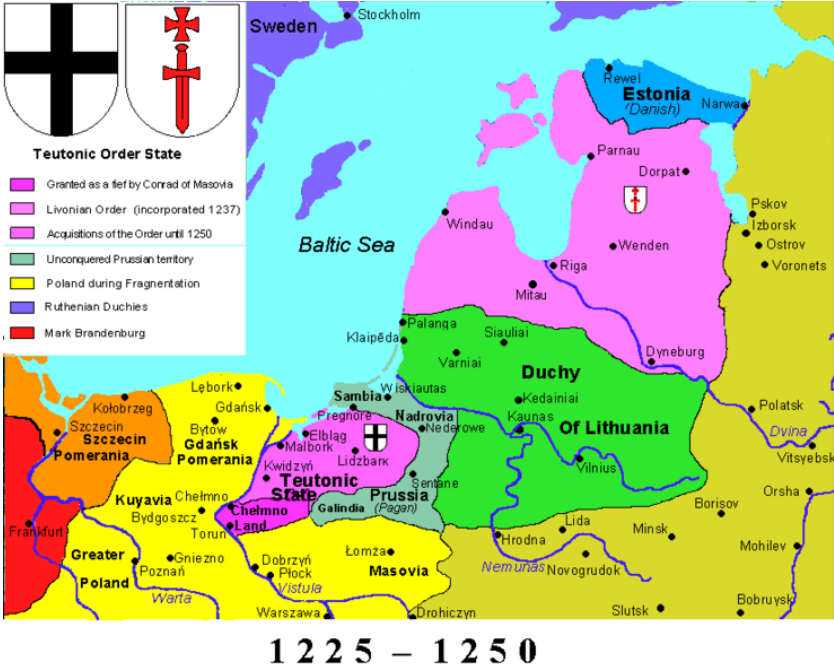 Sweden
Stockholm
Teutonic Order State
Granted as a fief by Conrad of Masovia
Livonian Order (incorporated 1237)
Acquisitions of the Order until 1250
Unconquered Prussian territory
Poland during Fragnentation
Ruthenian Duchies
Mark Brandenburg
Baltic Sea
Rewel
Estonia
(Danish)
Narwa
Parnau
Dorpat
Pskov
Izborsk
Ostrov
Voronets
Windau
Wenden
Riga
Mitau
Palanga
Klaipėda
Siauliai
Varniai
Dyneburg
Duchy
Of Lithuania
Kedainiai
Kaunas
Vilnius
Polatsk
Dvina
Vitsyebsk
Orsha
Borisov
Minsk
Mohilev
Lida
Hrodna
Nemunas
Novogrudok
Slutsk
Bobruysk
Wiskiautas
Sambia
Pregnore
Nadrovia
Nederowe
Lębork
Gdańsk
Kołobrzeg
Szczecin
Szczecin
Pomerania
Bytow
Gdańsk
Pomerania
Elbląg
Malbork
Lidzbark
Kwidzyń
Teutonic
State
Sentane
Prussia
(Pagan)
Galindia
Kuyavia
Chełmno
Bydgoszcz
Chełmno
Land
Torun
Frankfurt
Greater
Poland
Gniezno
Poznań
Warta
Dobrzyń
Płock
Vistula
Łomża
Masovia
Warszawa
Drohiczyn
1225 – 1250